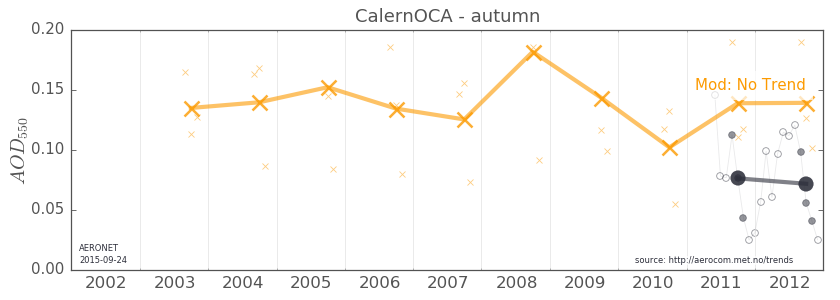 CalernOCA - autumn
0.20
0.15
0.10
0.05
0.00
AOD550
Mod: No Trend
AERONET
2015-09-24
source: http://aerocom.met.no/trends
2002 2003 2004 2005 2006 2007 2008 2009 2010 2011 2012